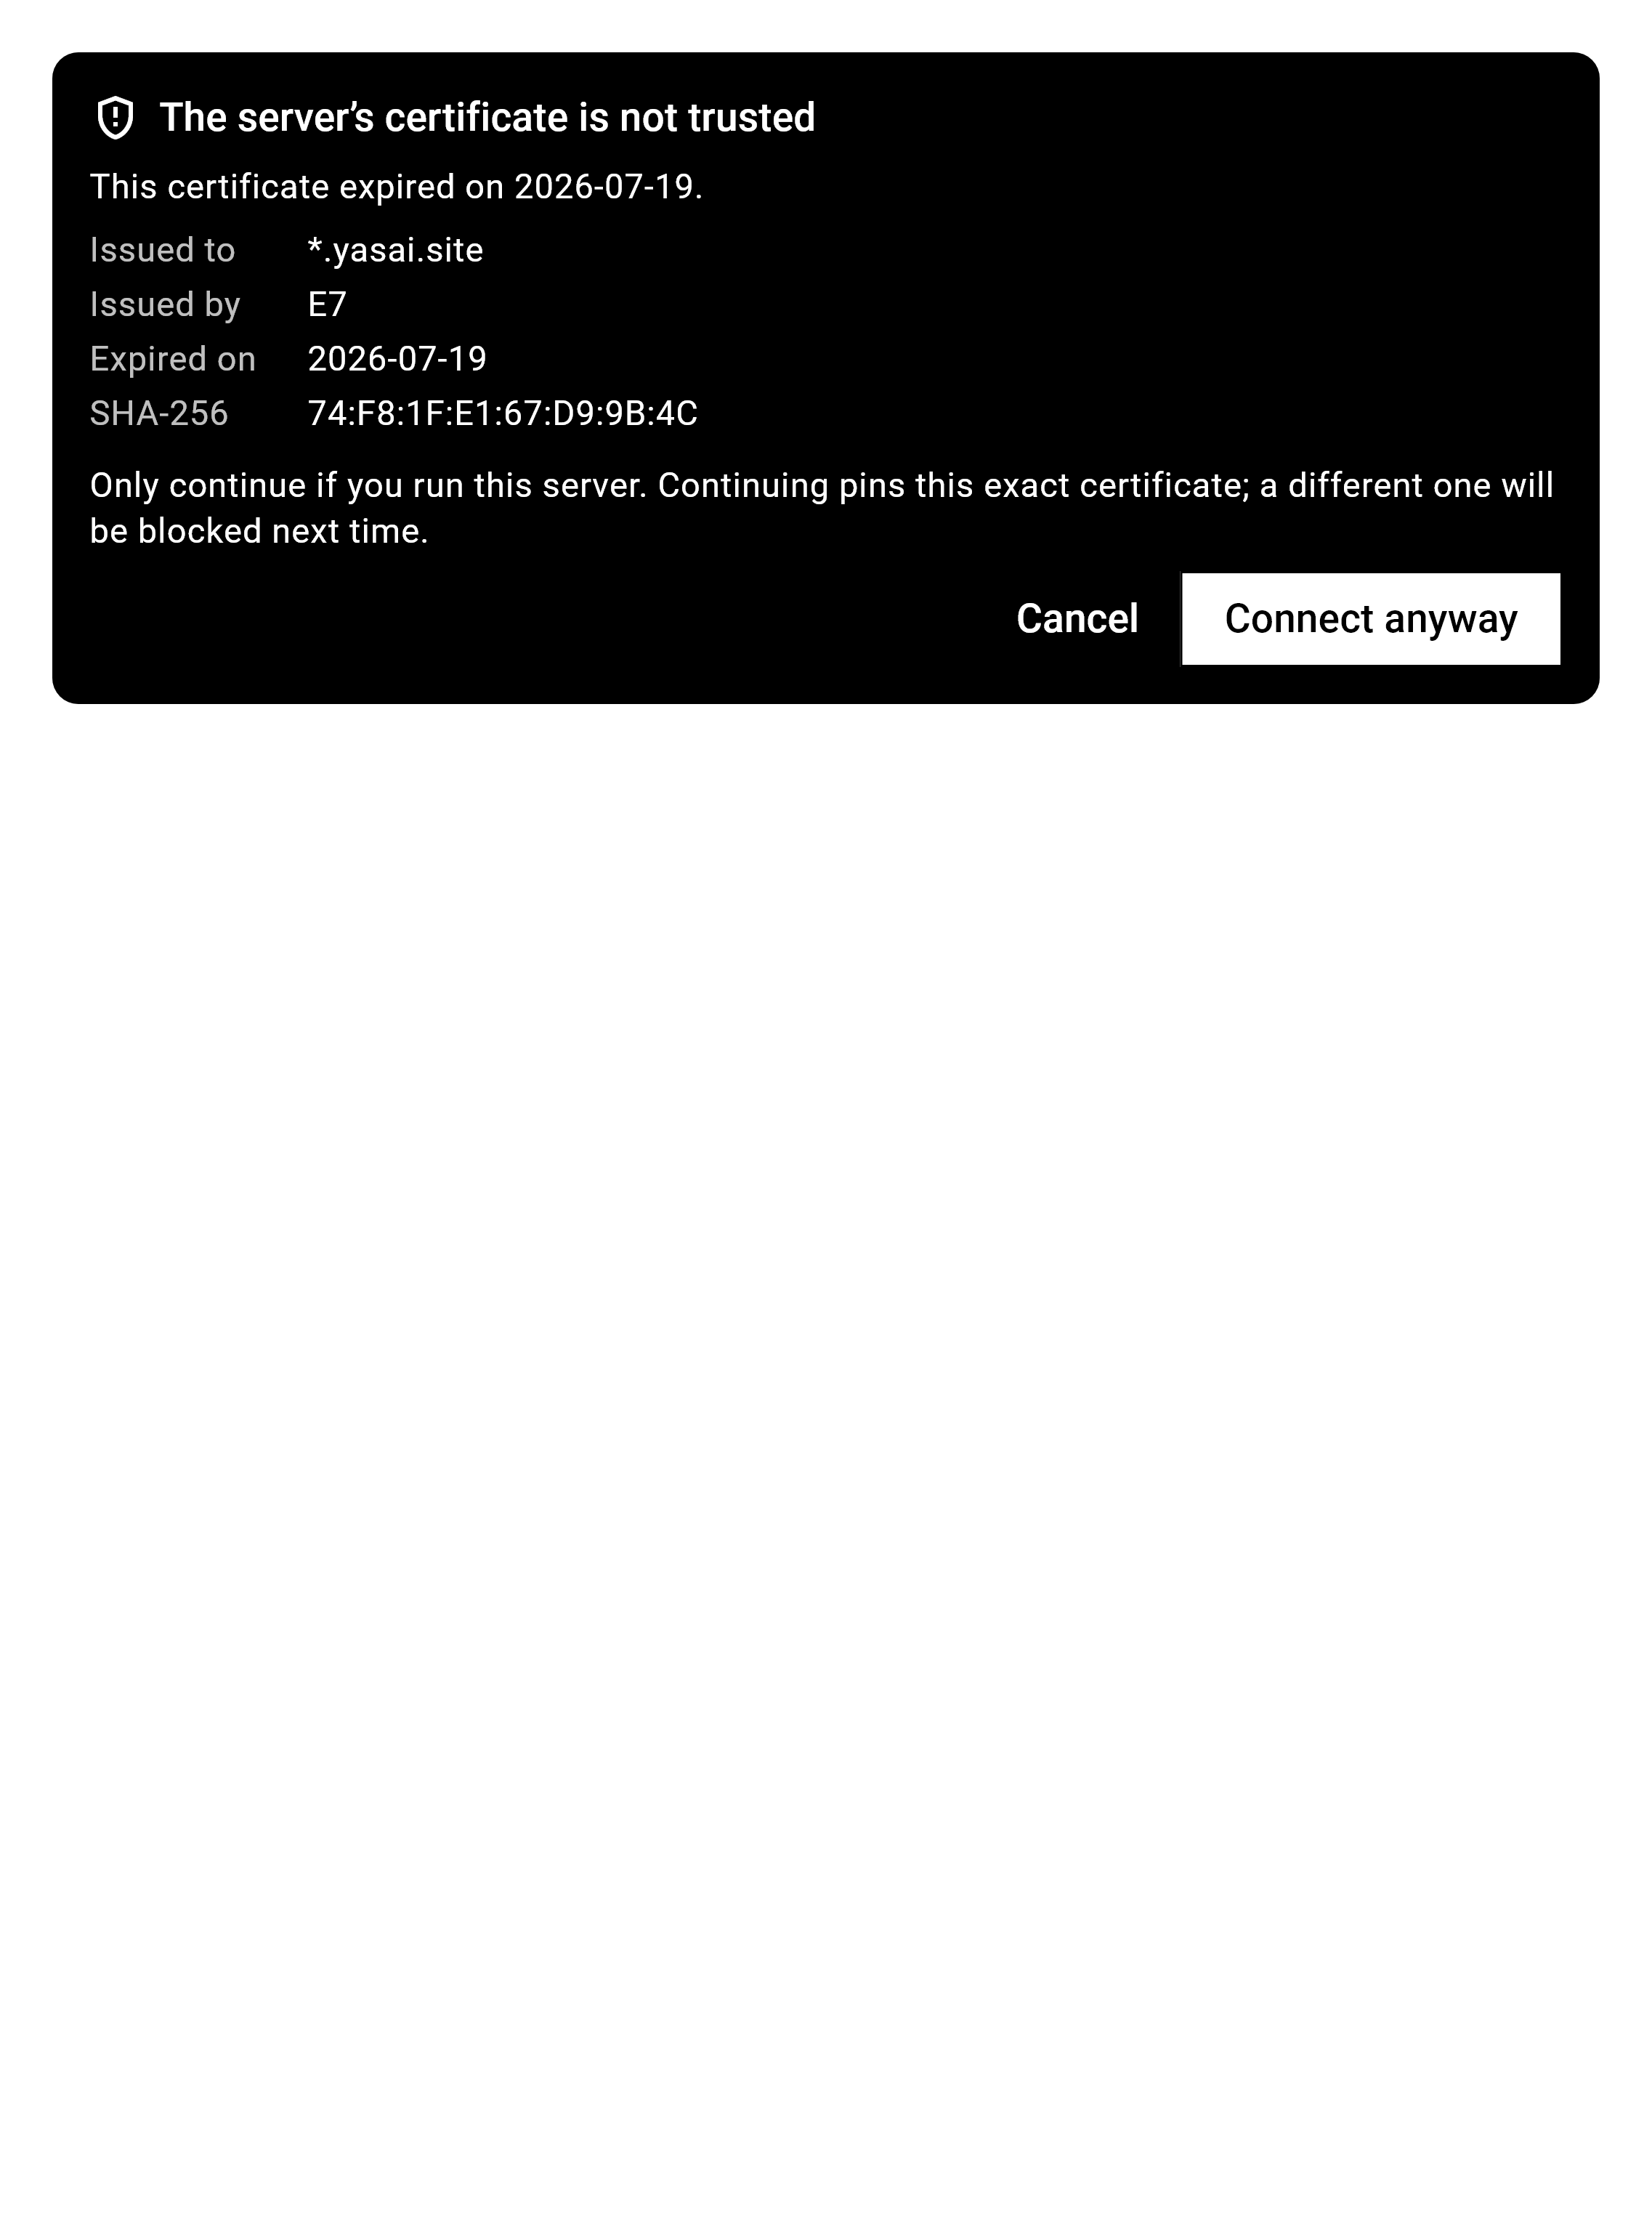 The server’s certificate is not trusted
This certificate expired on 2026-07-19.
Issued to *.yasai.site
Issued by E7
Expired on 2026-07-19
SHA-256 74:F8:1F:E1:67:D9:9B:4C
Only continue if you run this server. Continuing pins this exact certificate; a different one will
be blocked next time.
Cancel Connect anyway